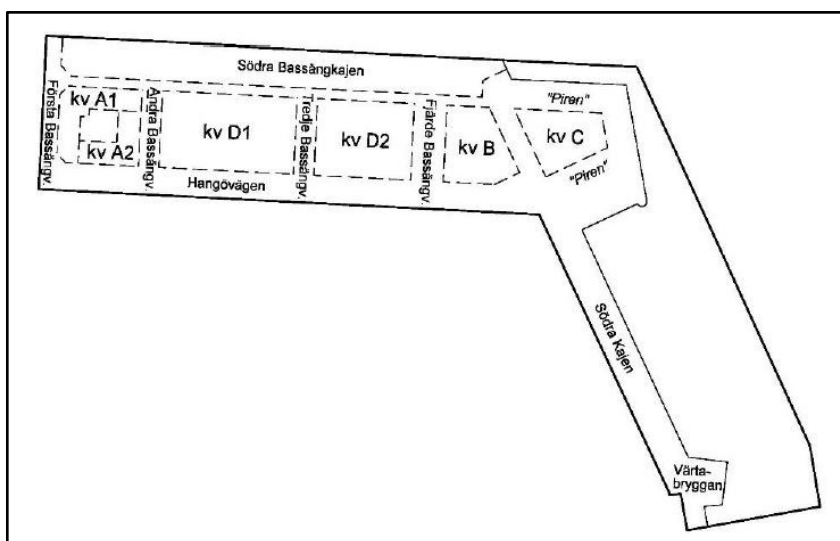 Södra Bassängkajen
Första Bassängv.
kv A1
kv A2
Andra Bassängv.
kv D1
Hangövägen
Tredje Bassängv.
kv D2
Fjärde Bassängv.
kv B
"Piren"
kv C
"Piren"
Södra Kajen
Värta-
bryggan